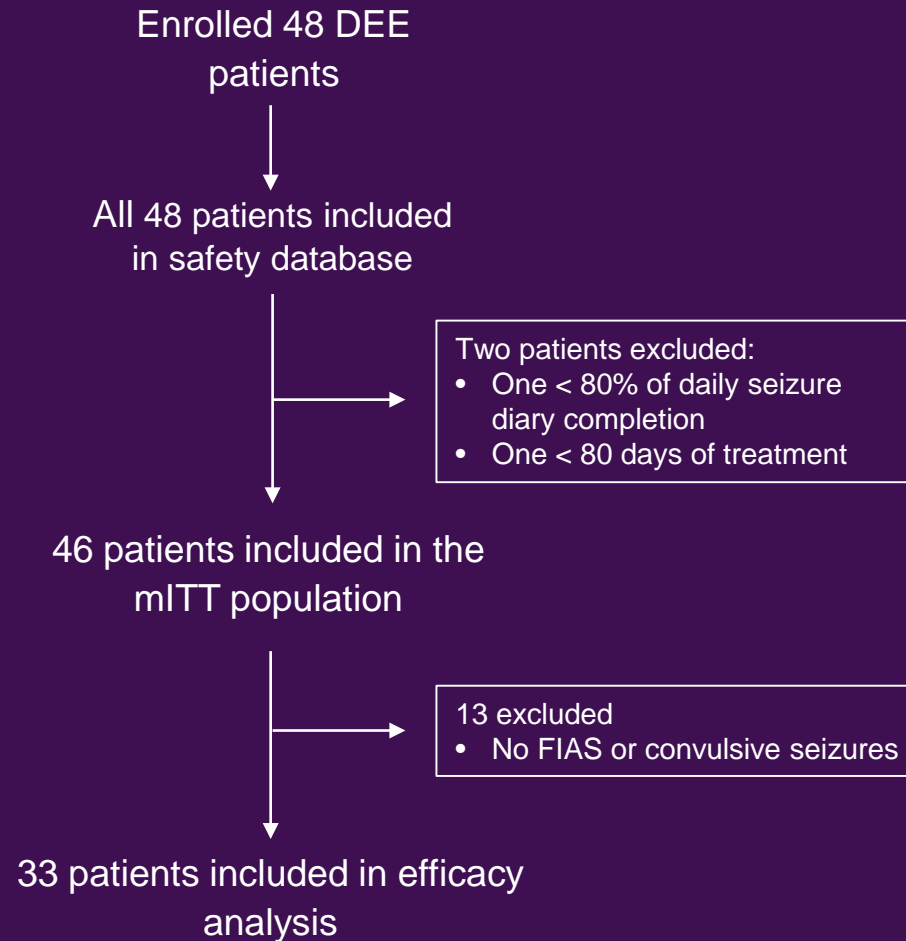 Enrolled 48 DEE
patients
All 48 patients included
in safety database
Two patients excluded:
• One < 80% of daily seizure
diary completion
• One < 80 days of treatment
46 patients included in the
mITT population
13 excluded
• No FIAS or convulsive seizures
33 patients included in efficacy
analysis